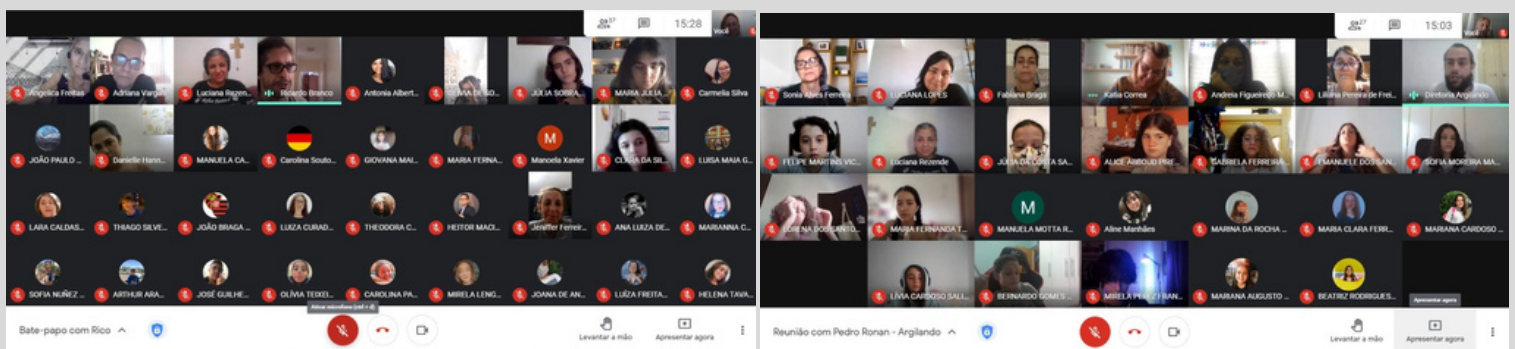 37 15:28 Você
Angelica Freitas Adriana Vargas Luciana Rezen... Ricardo Branco Antonia Albert... JÚLIA SOBRA... MARIA JÚLIA ... Carmelia Silva
JOÃO PAULO ... Danielle Hann... MANUELA CA... Carolina Souto... GIOVANA MAI... MARIA FERNA... M Manoela Xavier CLARA DA SIL... LUISA MAIA G...
LARA CALDAS... THIAGO SILVE... JOÃO BRAGA ... LUIZA CURAD... THEODORA C... HEITOR MACI... Jeniffer Ferreir... ANA LUIZA DE... MARIANNA C...
SOFIA NUÑEZ ... ARTHUR ARA... JOSÉ GUILHE... OLÍVIA TEIXEI... CAROLINA PA... MIRELA LENG... JOANA DE AN... LUÍZA FREITA... HELENA TAVA...
Ativar microfone (ctrl + d)
Bate-papo com Rico Levantar a mão Apresentar agora
27 15:03 Você
Sonia Alves Ferreira LUCIANA LOPES Fabiana Braga Katia Correa Andreia Figueiredo M... Liliana Pereira de Frei... Diretoria Argilando
FELIPE MARTINS VIC... Luciana Rezende JÚLIA DA COSTA SA... ALICE ABBOUD PIRE... GABRIELA FERREIRA... EMANUELE DOS SAN... SOFIA MOREIRA MA...
LORENA DOS SANTO... MARIA FERNANDA T... M MANUELA MOTTA R... Aline Manhães MARINA DA ROCHA ... MARIA CLARA FERR... MARIANA CARDOSO ...
LÍVIA CARDOSO SALI... BERNARDO GOMES ... MIRELA PEREZ FRAN... MARIANA AUGUSTO ... BEATRIZ RODRIGUES...
Apresentar agora
Reunião com Pedro Ronan - Argilando Levantar a mão Apresentar agora